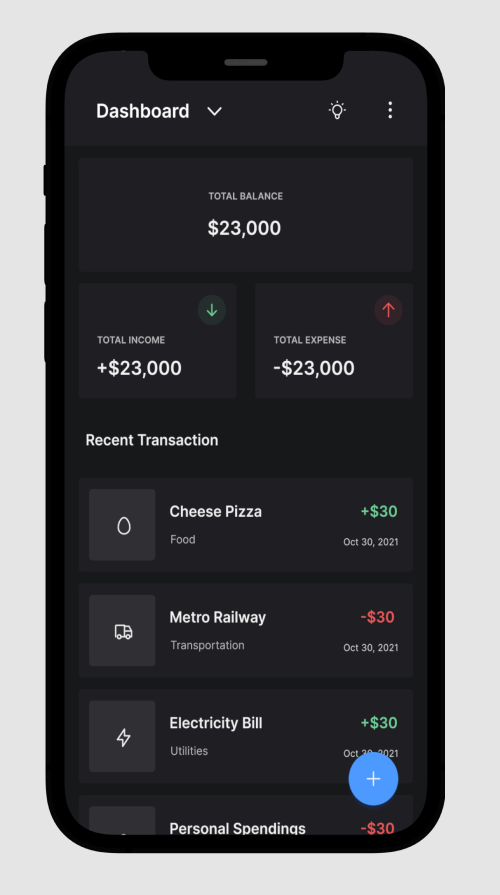 Dashboard
TOTAL BALANCE
$23,000
TOTAL INCOME
+$23,000
TOTAL EXPENSE
-$23,000
Recent Transaction
Cheese Pizza
+$30
Food
Oct 30, 2021
Metro Railway
-$30
Transportation
Oct 30, 2021
Electricity Bill
+$30
Utilities
Oct 30, 2021
Personal Spendings
-$30